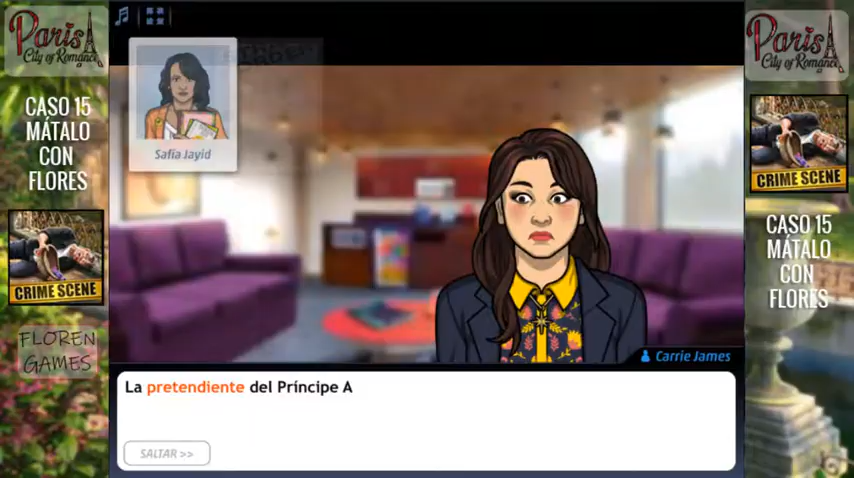 Paris
City of Romance
CASO 15
MÁTALO
CON
FLORES
CRIME SCENE
FLOREN
GAMES
Safía Jayid
Carrie James
La pretendiente del Príncipe A
SALTAR >>
Paris
City of Romance
CRIME SCENE
CASO 15
MÁTALO
CON
FLORES